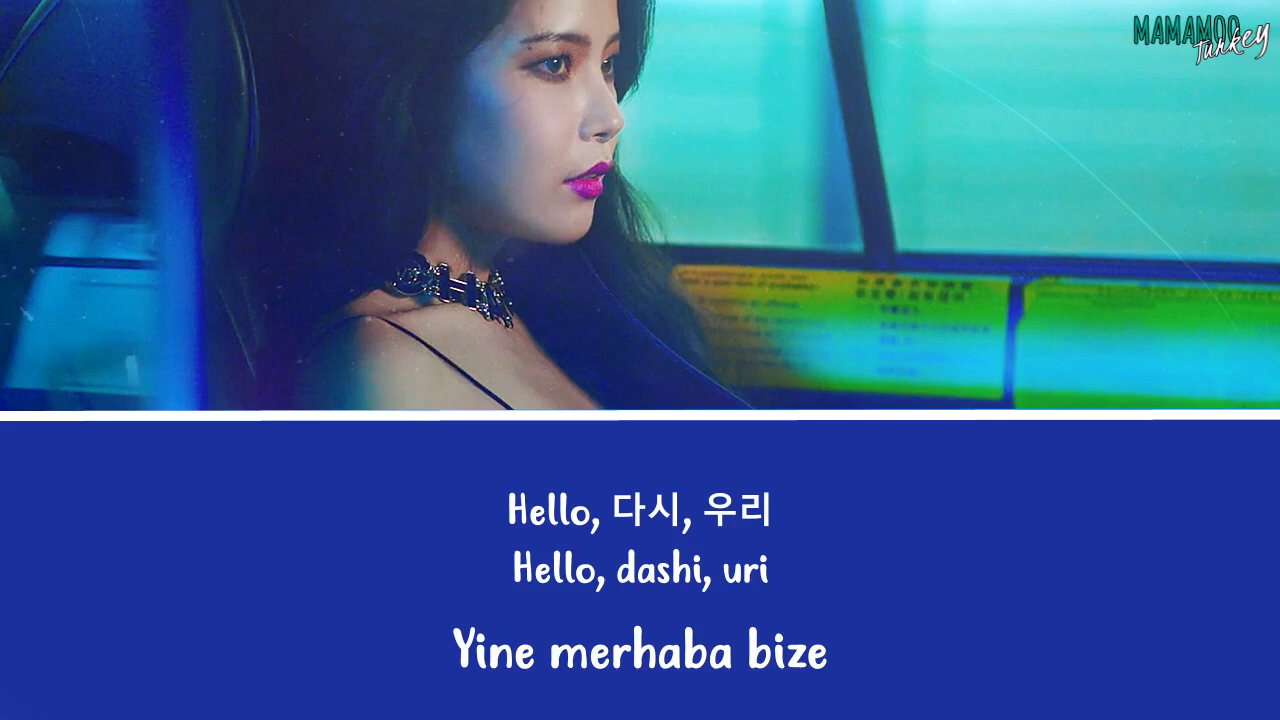 MAMAMOO
Turkey
Hello, 다시, 우리
Hello, dashi, uri
Yine merhaba bize